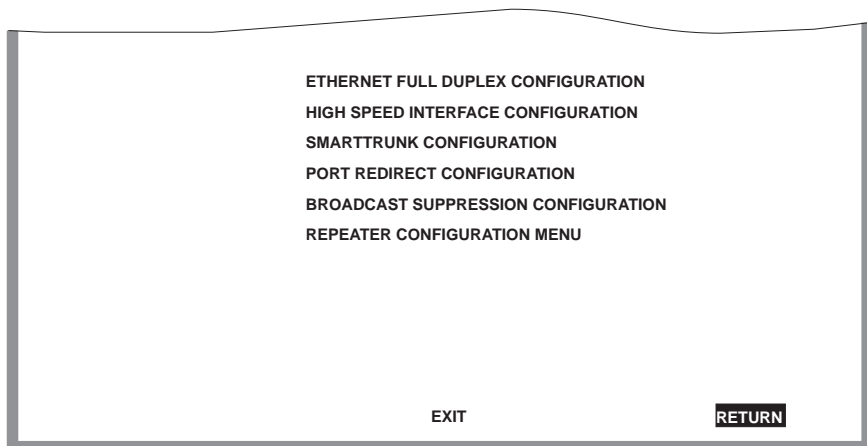 ETHERNET FULL DUPLEX CONFIGURATION
HIGH SPEED INTERFACE CONFIGURATION
SMARTTRUNK CONFIGURATION
PORT REDIRECT CONFIGURATION
BROADCAST SUPPRESSION CONFIGURATION
REPEATER CONFIGURATION MENU
EXIT RETURN